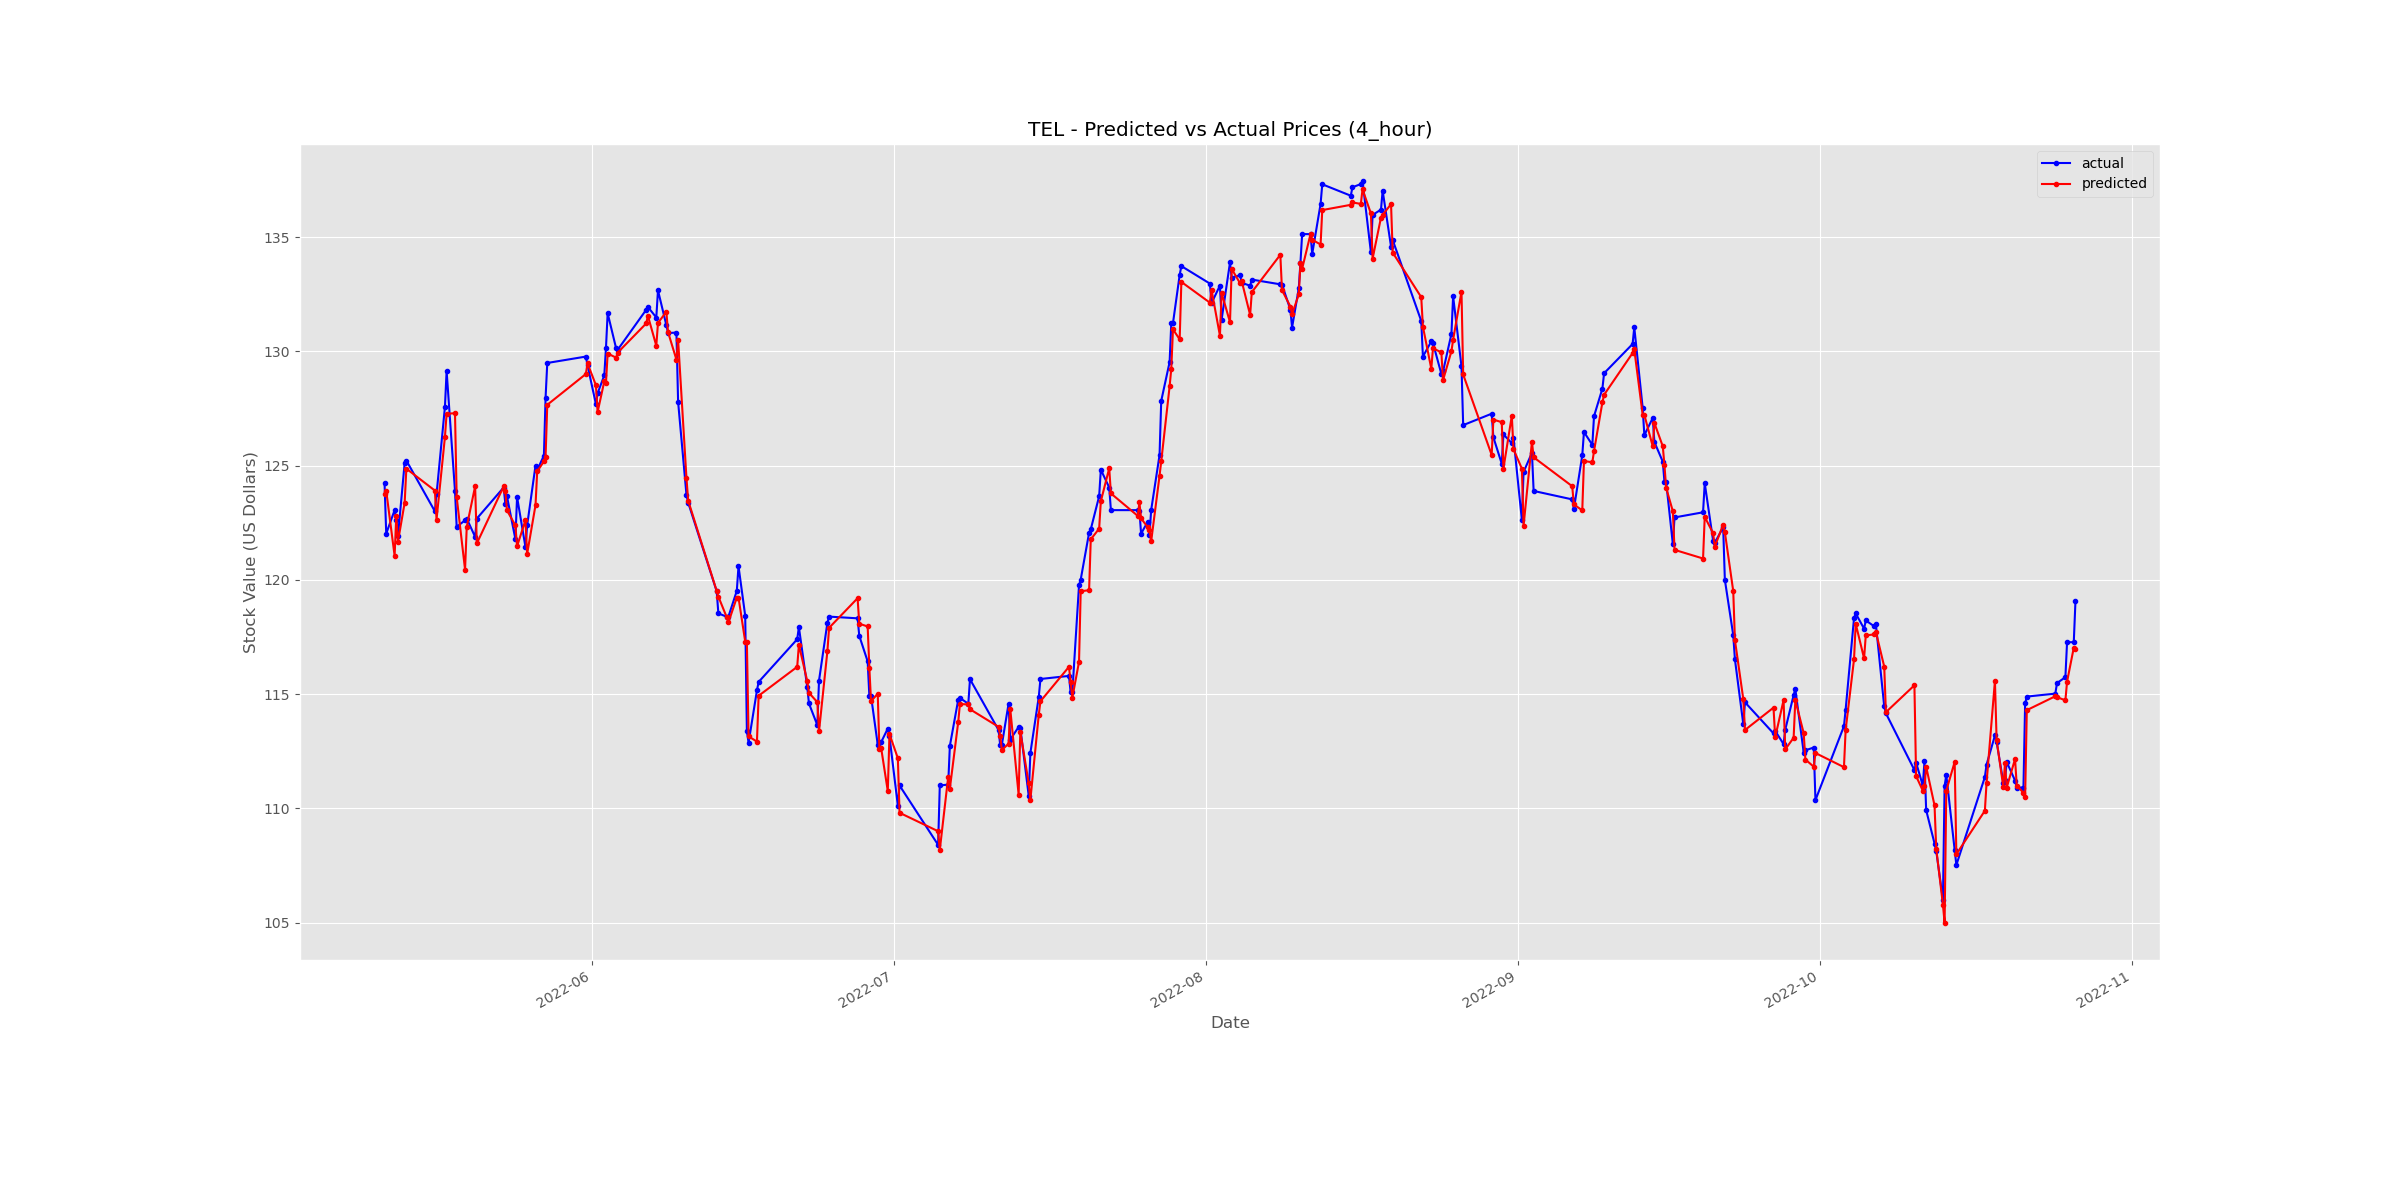 TEL - Predicted vs Actual Prices (4_hour)
actual
predicted
Stock Value (US Dollars)
135
130
125
120
115
110
105
2022-06
2022-07
2022-08
2022-09
2022-10
2022-11
Date